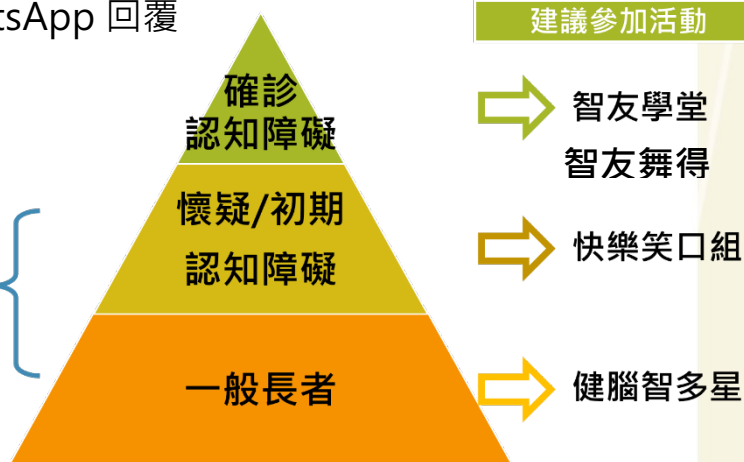 tsApp 回覆
建議參加活動
確診
認知障礙
智友學堂
智友舞得
懷疑/初期
認知障礙
快樂笑口組
一般長者
健腦智多星